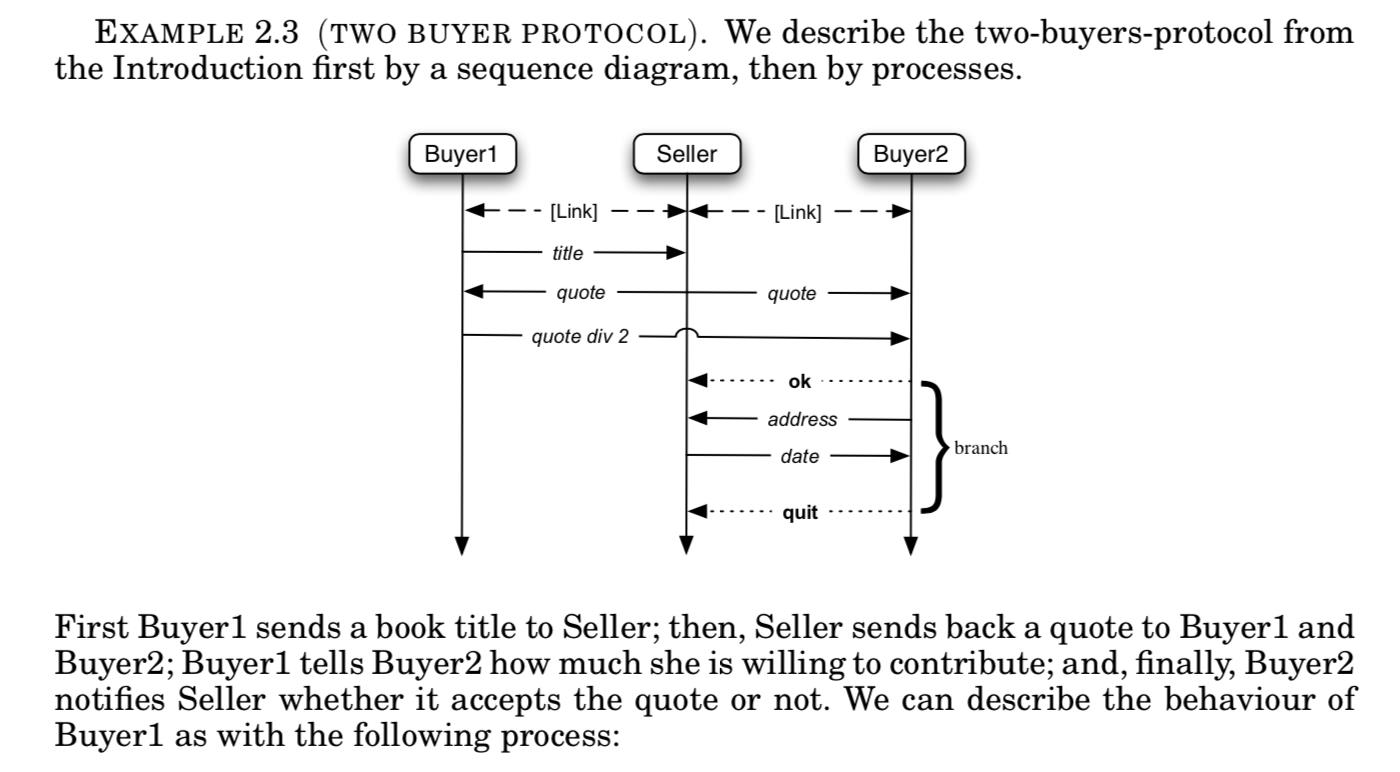 EXAMPLE 2.3 (TWO BUYER PROTOCOL). We describe the two-buyers-protocol from
the Introduction first by a sequence diagram, then by processes.
Buyer1 Seller Buyer2
[Link] [Link]
title
quote quote
quote div 2
ok
address
branch
date
quit
First Buyer1 sends a book title to Seller; then, Seller sends back a quote to Buyer1 and
Buyer2; Buyer1 tells Buyer2 how much she is willing to contribute; and, finally, Buyer2
notifies Seller whether it accepts the quote or not. We can describe the behaviour of
Buyer1 as with the following process: